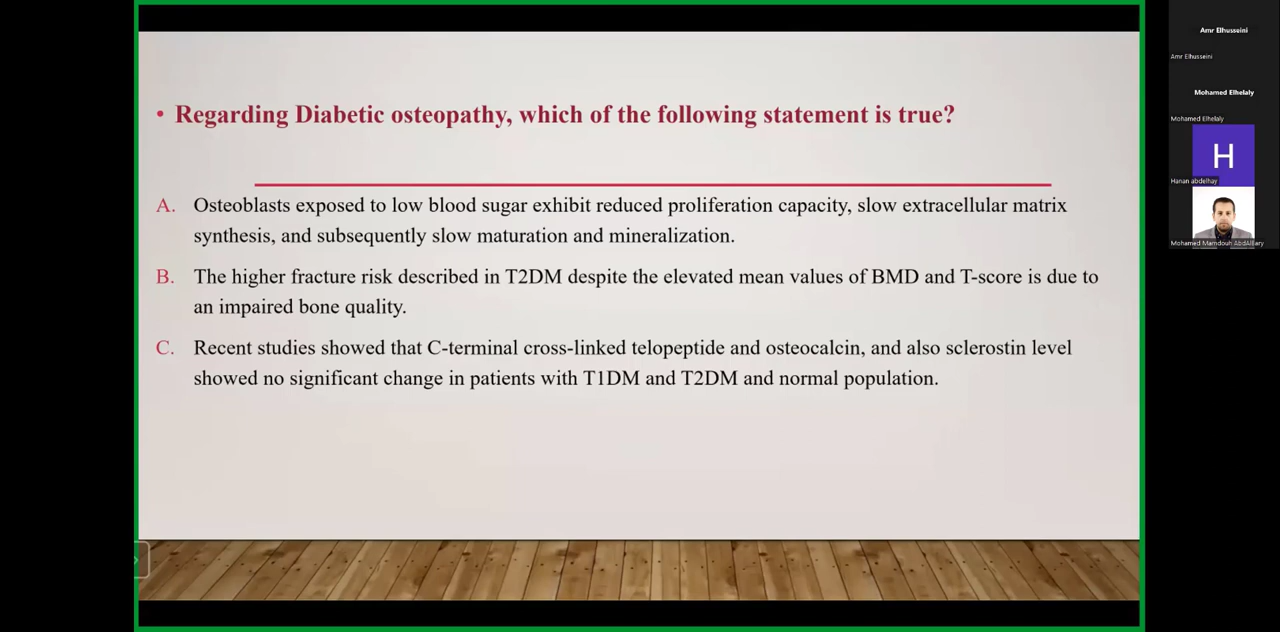 • Regarding Diabetic osteopathy, which of the following statement is true?
A. Osteoblasts exposed to low blood sugar exhibit reduced proliferation capacity, slow extracellular matrix
synthesis, and subsequently slow maturation and mineralization.
B. The higher fracture risk described in T2DM despite the elevated mean values of BMD and T-score is due to
an impaired bone quality.
C. Recent studies showed that C-terminal cross-linked telopeptide and osteocalcin, and also sclerostin level
showed no significant change in patients with T1DM and T2DM and normal population.
Amr Elhusseini
Amr Elhusseini
Mohamed Elhelaly
Mohamed Elhelaly
H
Hanan abdelhay
Mohamed Mamdouh AbdAlBary